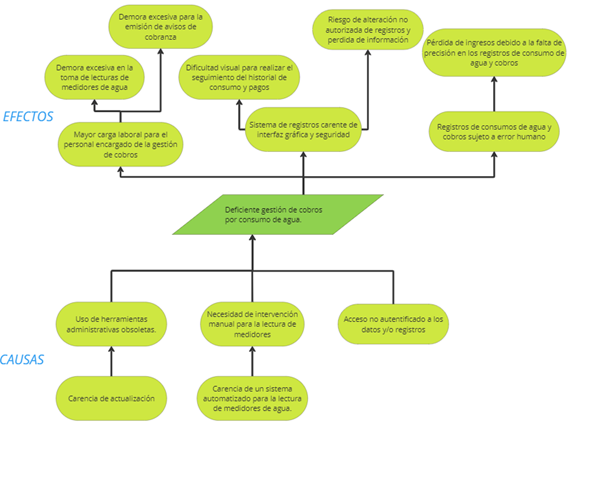 Demora excesiva para la
emisión de avisos de
cobranza
Riesgo de alteración no
autorizada de registros y
perdida de información
Demora excesiva en la
toma de lecturas de
medidores de agua
Dificultad visual para realizar el
seguimiento del historial de
consumo y pagos
Pérdida de ingresos debido a la falta de
precisión en los registros de consumo de
agua y cobros
EFECTOS
Mayor carga laboral para el
personal encargado de la gestión
de cobros
Sistema de registros carente de
interfaz gráfica y seguridad
Registros de consumos de agua y
cobros sujeto a error humano
Deficiente gestión de cobros
por consumo de agua.
Uso de herramientas
administrativas obsoletas.
Necesidad de intervención
manual para la lectura de
medidores
Acceso no autentificado a los
datos y/o registros
CAUSAS
Carencia de actualización
Carencia de un sistema
automatizado para la lectura
de medidores de agua.